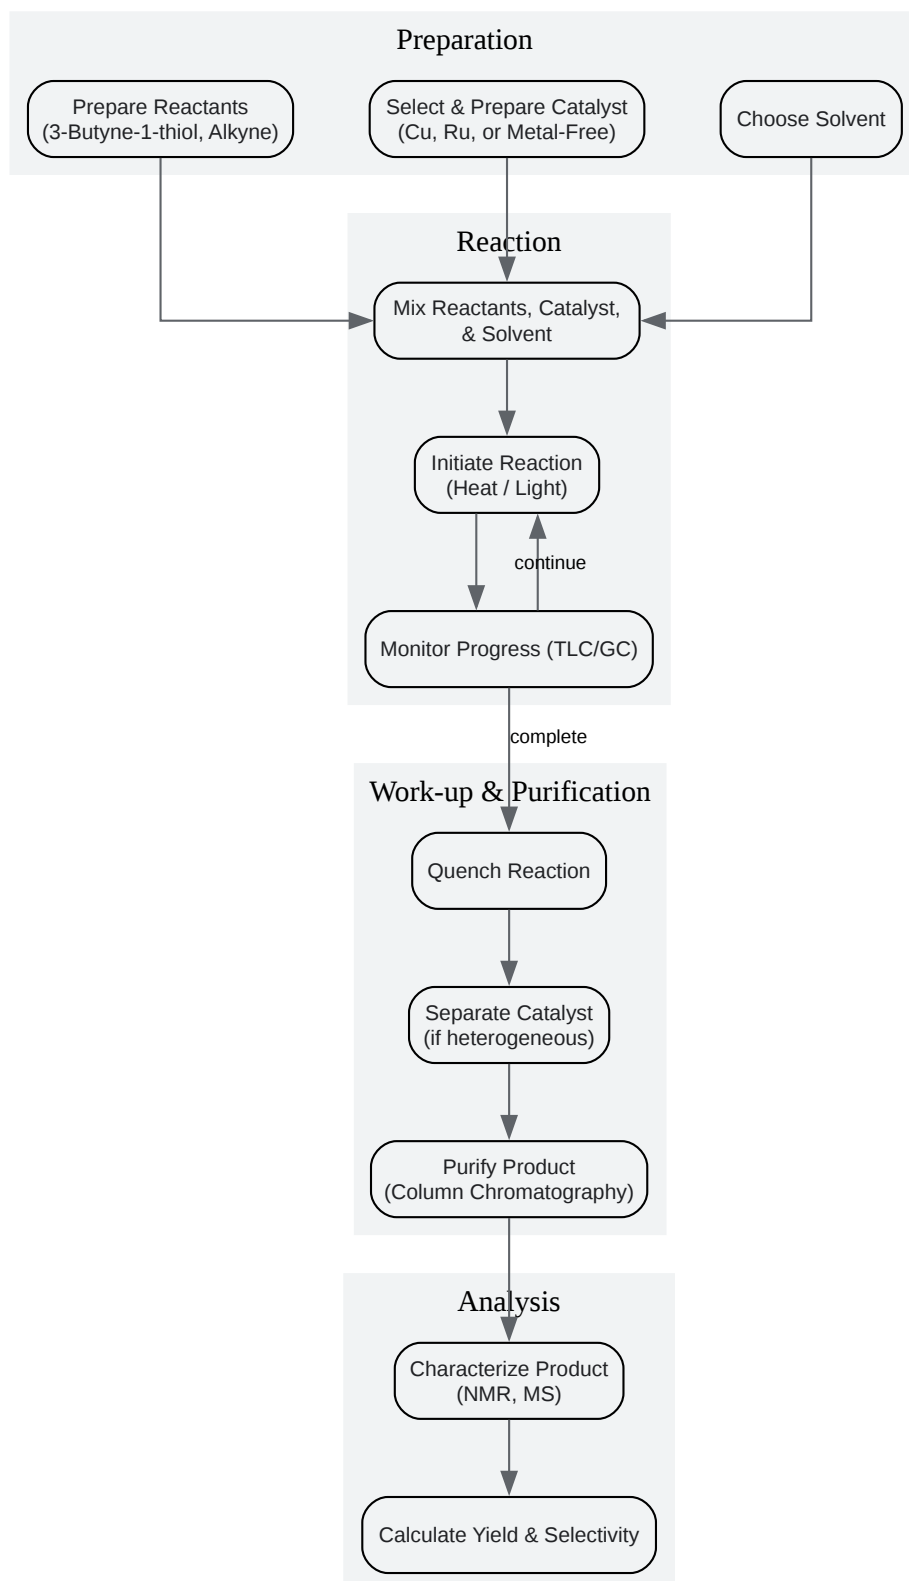 Preparation
Prepare Reactants
(3-Butyne-1-thiol, Alkyne)
Select & Prepare Catalyst
(Cu, Ru, or Metal-Free)
Choose Solvent
Reaction
Mix Reactants, Catalyst,
& Solvent
Initiate Reaction
(Heat / Light)
continue
Monitor Progress (TLC/GC)
complete
Work-up & Purification
Quench Reaction
Separate Catalyst
(if heterogeneous)
Purify Product
(Column Chromatography)
Analysis
Characterize Product
(NMR, MS)
Calculate Yield & Selectivity